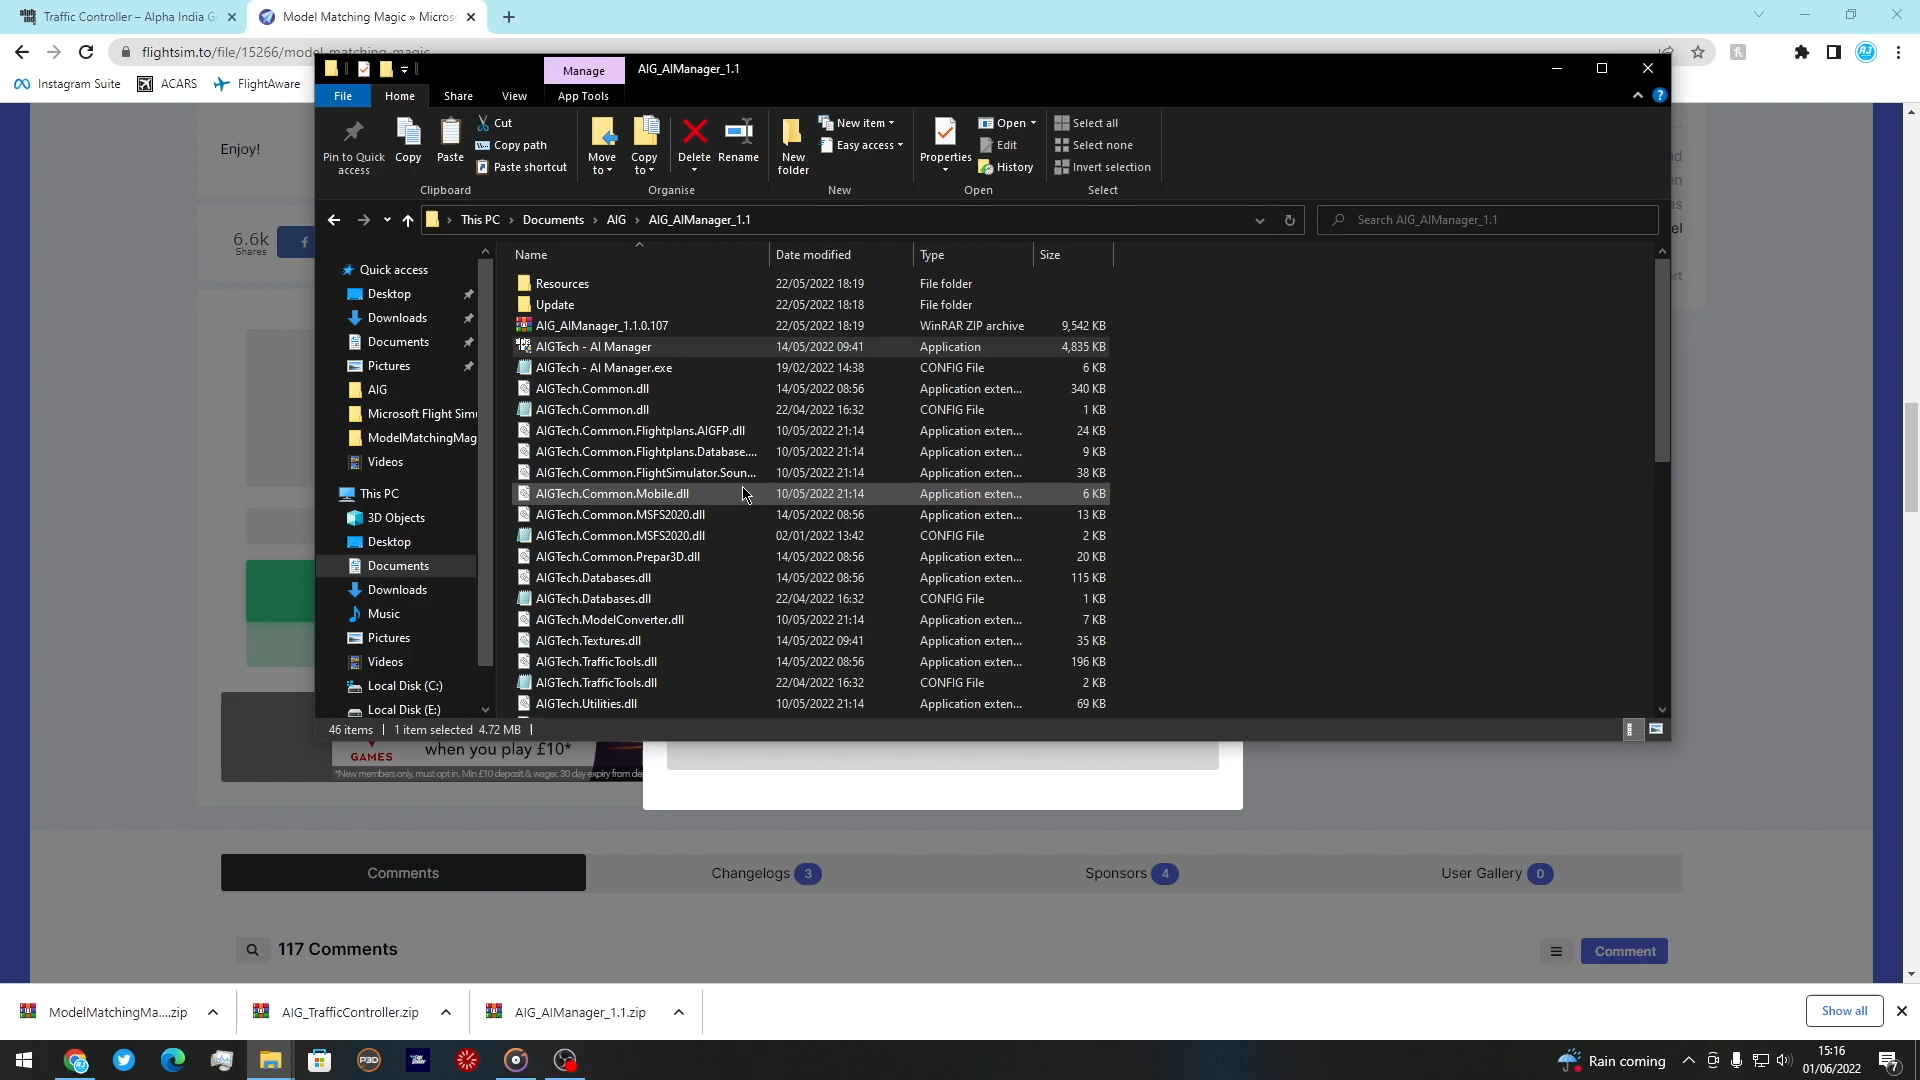 Traffic Controller – Alpha India G
Model Matching Magic » Micros
flightsim.to/file/15266/model-matching-magic
Instagram Suite
ACARS
FlightAware
Manage
AIG_AIManager_1.1
File
Home
Share
View
App Tools
Pin to Quick access
Copy
Paste
Cut
Copy path
Paste shortcut
Move to
Copy to
Delete
Rename
New folder
New item
Easy access
Properties
Open
Edit
History
Select all
Select none
Invert selection
Clipboard
Organise
New
Open
Select
This PC > Documents > AIG > AIG_AIManager_1.1
Search AIG_AIManager_1.1
Enjoy!
6.6k
Shares
Quick access
Desktop
Downloads
Documents
Pictures
AIG
Microsoft Flight Simu
ModelMatchingMag
Videos
This PC
3D Objects
Desktop
Documents
Downloads
Music
Pictures
Videos
Local Disk (C:)
Local Disk (E:)
Name Date modified Type Size
Resources 22/05/2022 18:19 File folder
Update 22/05/2022 18:18 File folder
AIG_AIManager_1.1.0.107 22/05/2022 18:19 WinRAR ZIP archive 9,542 KB
AIGTech - AI Manager 14/05/2022 09:41 Application 4,835 KB
AIGTech - AI Manager.exe 19/02/2022 14:38 CONFIG File 6 KB
AIGTech.Common.dll 14/05/2022 08:56 Application exten... 340 KB
AIGTech.Common.dll 22/04/2022 16:32 CONFIG File 1 KB
AIGTech.Common.Flightplans.AIGFP.dll 10/05/2022 21:14 Application exten... 24 KB
AIGTech.Common.Flightplans.Database.... 10/05/2022 21:14 Application exten... 9 KB
AIGTech.Common.FlightSimulator.Soun... 10/05/2022 21:14 Application exten... 38 KB
AIGTech.Common.Mobile.dll 10/05/2022 21:14 Application exten... 6 KB
AIGTech.Common.MSFS2020.dll 14/05/2022 08:56 Application exten... 13 KB
AIGTech.Common.MSFS2020.dll 02/01/2022 13:42 CONFIG File 2 KB
AIGTech.Common.Prepar3D.dll 14/05/2022 08:56 Application exten... 20 KB
AIGTech.Databases.dll 14/05/2022 08:56 Application exten... 115 KB
AIGTech.Databases.dll 22/04/2022 16:32 CONFIG File 1 KB
AIGTech.ModelConverter.dll 10/05/2022 21:14 Application exten... 7 KB
AIGTech.Textures.dll 14/05/2022 09:41 Application exten... 35 KB
AIGTech.TrafficTools.dll 14/05/2022 08:56 Application exten... 196 KB
AIGTech.TrafficTools.dll 22/04/2022 16:32 CONFIG File 2 KB
AIGTech.Utilities.dll 10/05/2022 21:14 Application exten... 69 KB
46 items
1 item selected 4.72 MB
GAMES
when you play £10*
*New members only, must opt in. Min £10 deposit & wager. 30 day expiry from de
Comments
Changelogs 3
Sponsors 4
User Gallery 0
117 Comments
Comment
ModelMatchingMa....zip
AIG_TrafficController.zip
AIG_AIManager_1.1.zip
Show all
P3D
Rain coming
15:16
01/06/2022
7